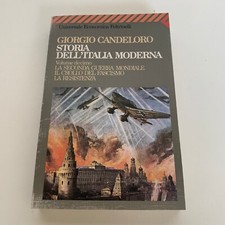 Universale Economica Feltrinelli
GIORGIO CANDELORO
STORIA
DELL'ITALIA MODERNA
Volume decimo
LA SECONDA GUERRA MONDIALE
IL CROLLO DEL FASCISMO
LA RESISTENZA